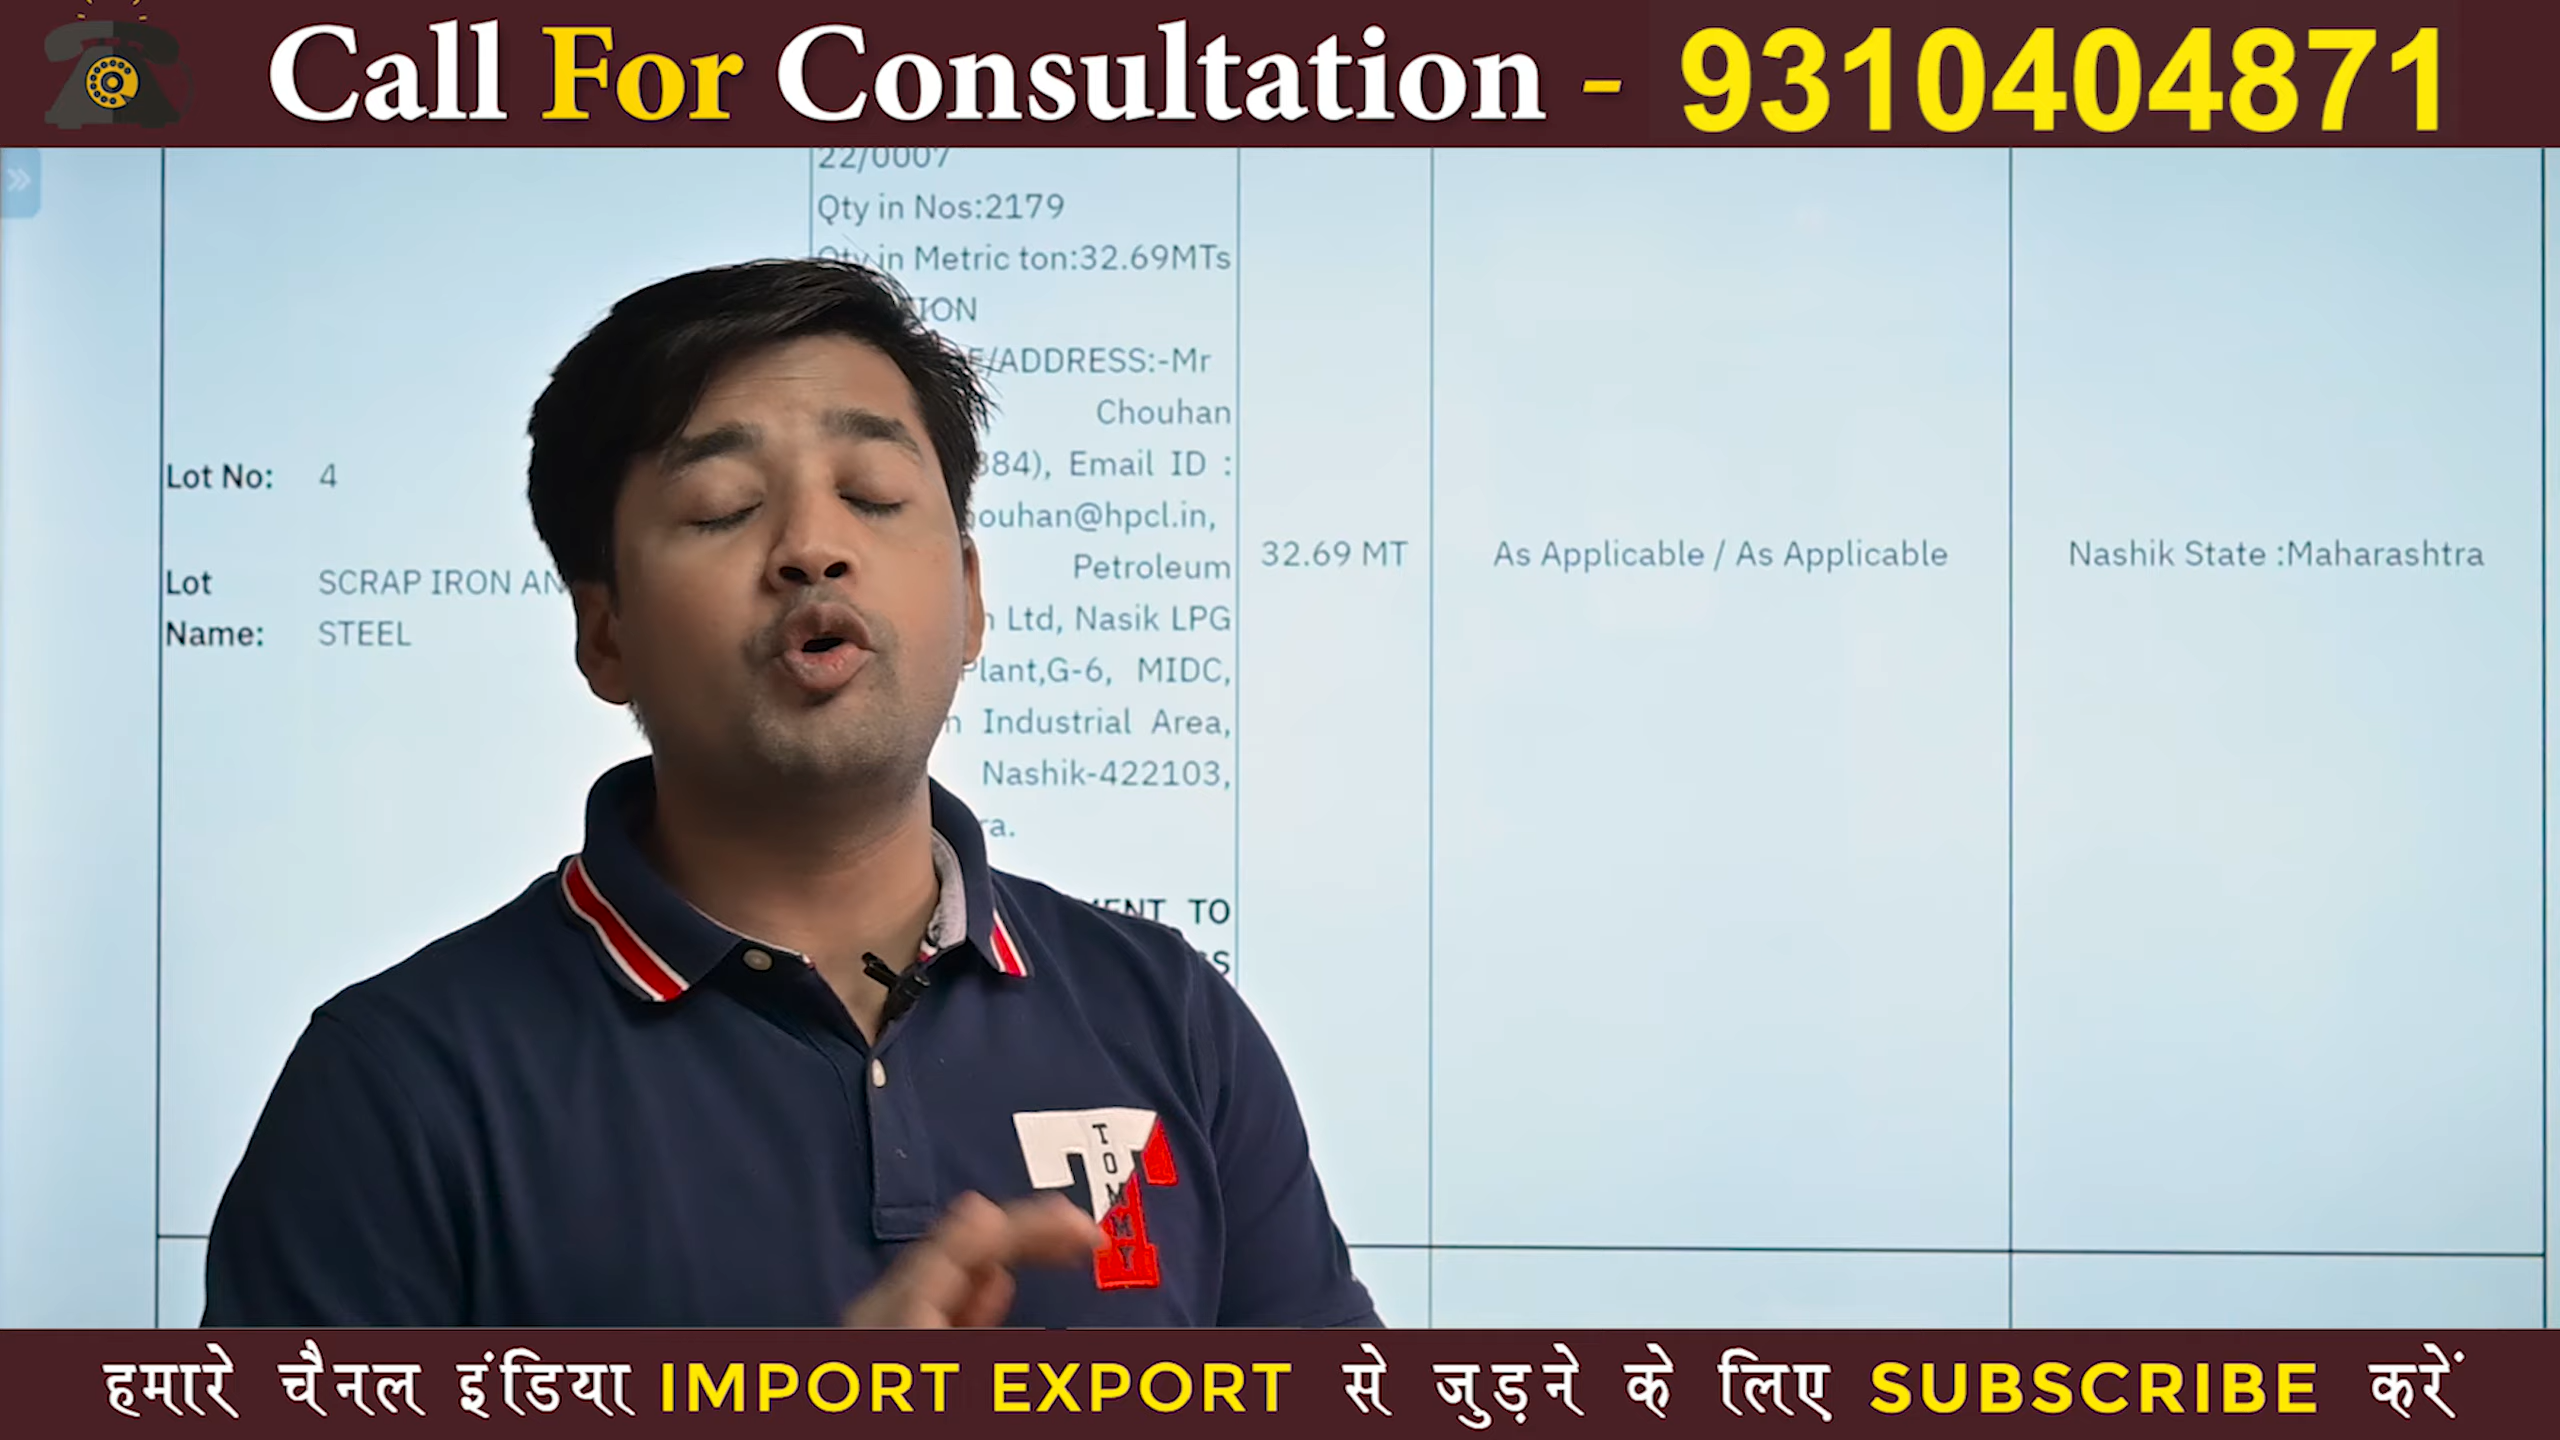 Call For Consultation - 9310404871
22/0007
Qty in Nos:2179
Qty in Metric ton:32.69MTs
/ADDRESS:-Mr
Chouhan
Lot No: 4
384), Email ID :
ouhan@hpcl.in,
32.69 MT
As Applicable / As Applicable
Nashik State :Maharashtra
Petroleum
Lot Name: SCRAP IRON
STEEL
Ltd, Nasik LPG
Plant,G-6, MIDC,
Industrial Area,
Nashik-422103,
TO
T
TOMMY
हमारे चैनल इंडिया IMPORT EXPORT से जुड़ने के लिए SUBSCRIBE करें